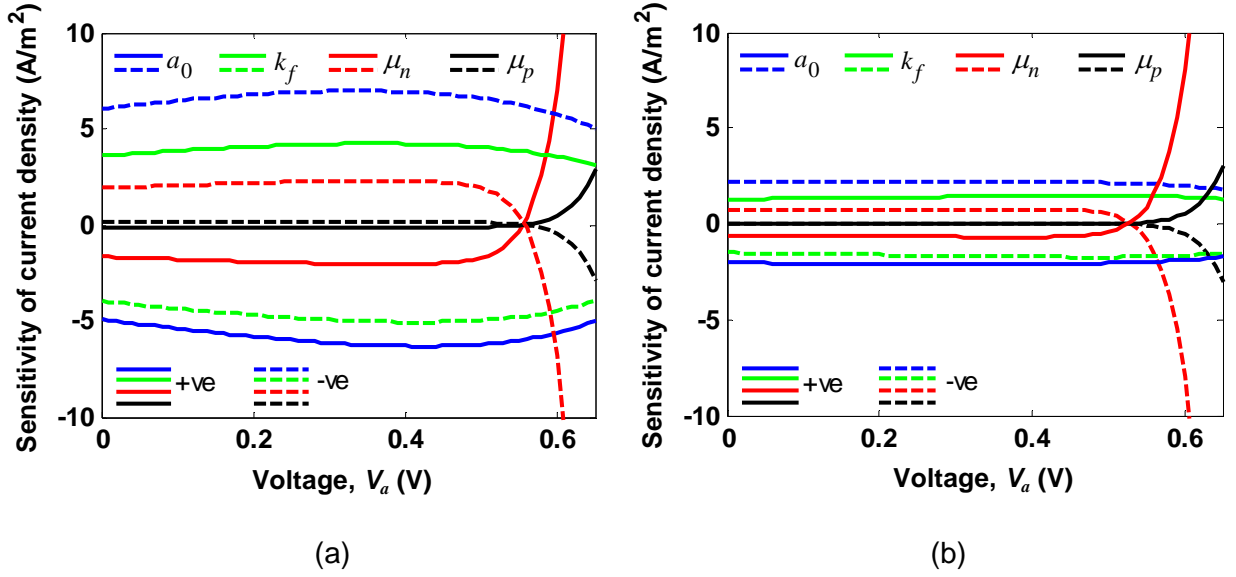 Sensitivity of current density (A/m²)
10
5
0
-5
-10
a₀ k_f μₙ μₚ
+ve -ve
0 0.2 0.4 0.6
Voltage, Vₐ (V)
(a)
Sensitivity of current density (A/m²)
10
5
0
-5
-10
a₀ k_f μₙ μₚ
+ve -ve
0 0.2 0.4 0.6
Voltage, Vₐ (V)
(b)